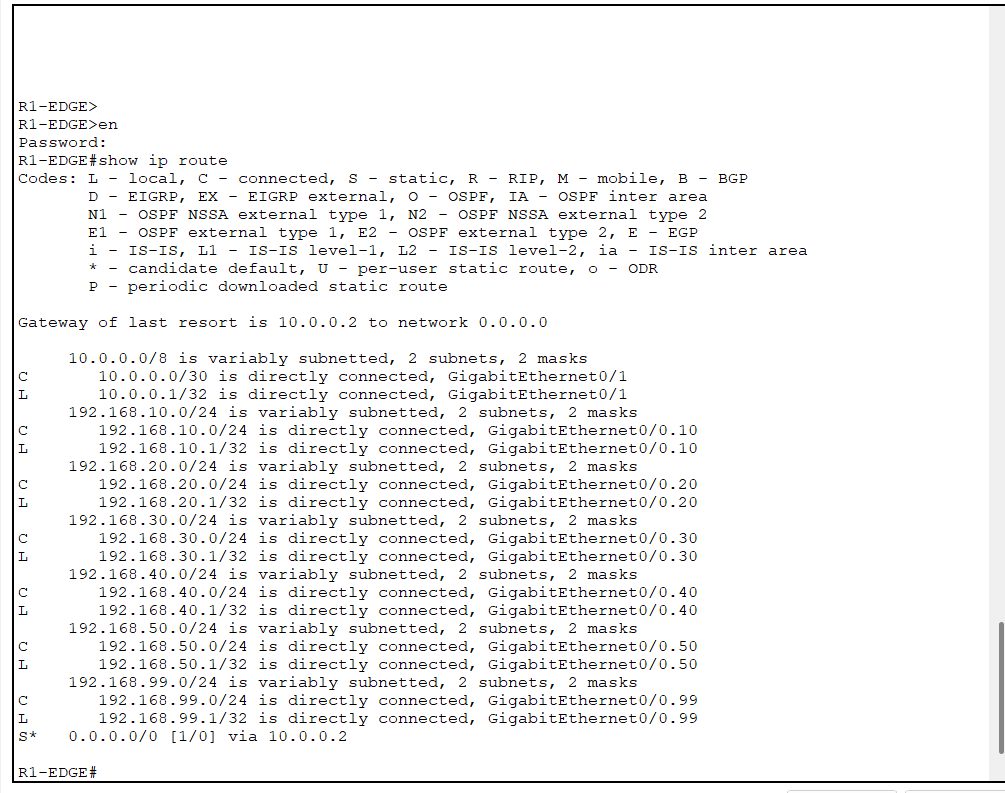 R1-EDGE>
R1-EDGE>en
Password:
R1-EDGE#show ip route
Codes: L - local, C - connected, S - static, R - RIP, M - mobile, B - BGP
       D - EIGRP, EX - EIGRP external, O - OSPF, IA - OSPF inter area
       N1 - OSPF NSSA external type 1, N2 - OSPF NSSA external type 2
       E1 - OSPF external type 1, E2 - OSPF external type 2, E - EGP
       i - IS-IS, L1 - IS-IS level-1, L2 - IS-IS level-2, ia - IS-IS inter area
       * - candidate default, U - per-user static route, o - ODR
       P - periodic downloaded static route
Gateway of last resort is 10.0.0.2 to network 0.0.0.0
     10.0.0.0/8 is variably subnetted, 2 subnets, 2 masks
C       10.0.0.0/30 is directly connected, GigabitEthernet0/1
L       10.0.0.1/32 is directly connected, GigabitEthernet0/1
     192.168.10.0/24 is variably subnetted, 2 subnets, 2 masks
C       192.168.10.0/24 is directly connected, GigabitEthernet0/0.10
L       192.168.10.1/32 is directly connected, GigabitEthernet0/0.10
     192.168.20.0/24 is variably subnetted, 2 subnets, 2 masks
C       192.168.20.0/24 is directly connected, GigabitEthernet0/0.20
L       192.168.20.1/32 is directly connected, GigabitEthernet0/0.20
     192.168.30.0/24 is variably subnetted, 2 subnets, 2 masks
C       192.168.30.0/24 is directly connected, GigabitEthernet0/0.30
L       192.168.30.1/32 is directly connected, GigabitEthernet0/0.30
     192.168.40.0/24 is variably subnetted, 2 subnets, 2 masks
C       192.168.40.0/24 is directly connected, GigabitEthernet0/0.40
L       192.168.40.1/32 is directly connected, GigabitEthernet0/0.40
     192.168.50.0/24 is variably subnetted, 2 subnets, 2 masks
C       192.168.50.0/24 is directly connected, GigabitEthernet0/0.50
L       192.168.50.1/32 is directly connected, GigabitEthernet0/0.50
     192.168.99.0/24 is variably subnetted, 2 subnets, 2 masks
C       192.168.99.0/24 is directly connected, GigabitEthernet0/0.99
L       192.168.99.1/32 is directly connected, GigabitEthernet0/0.99
S*   0.0.0.0/0 [1/0] via 10.0.0.2
R1-EDGE#